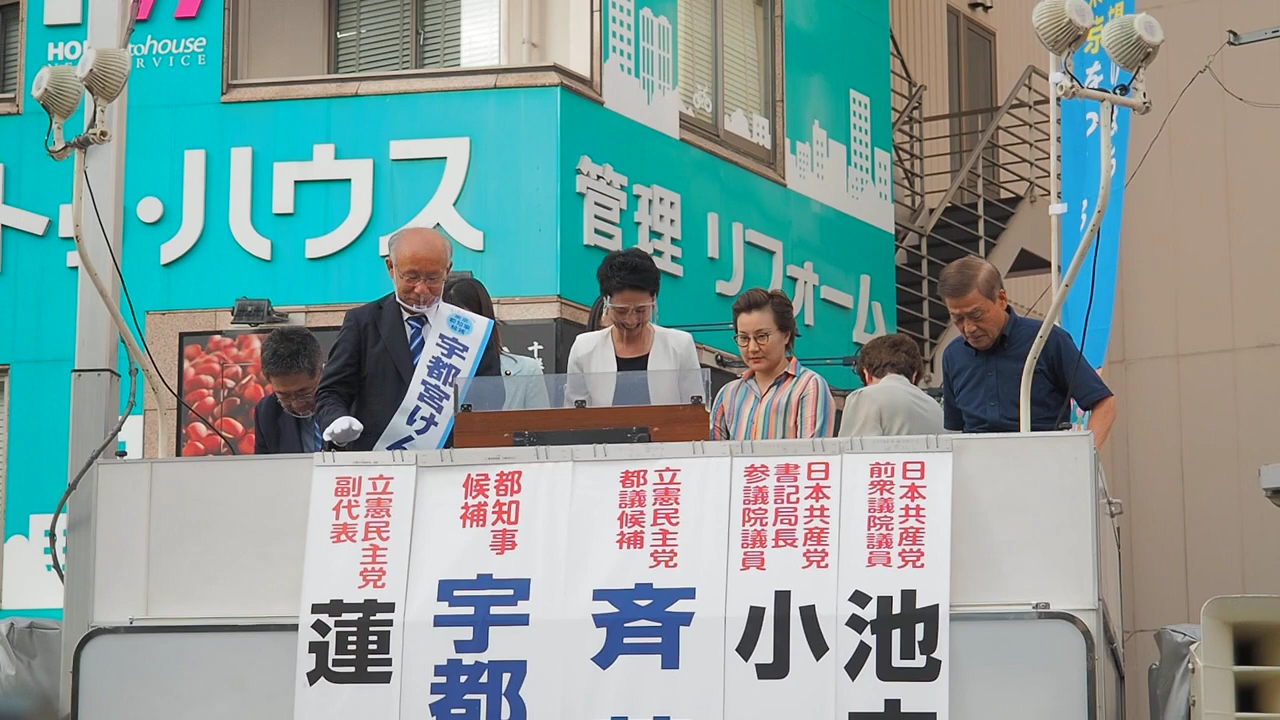 HO
tohouse
SERVICE
ト・ハウス
管理 リフォーム
宇都宮けん
立憲民主党
副代表
蓮
都知事
候補
宇都
立憲民主党
都議候補
斉
日本共産党
書記局長
参議院議員
小
日本共産党
前衆議院議員
池